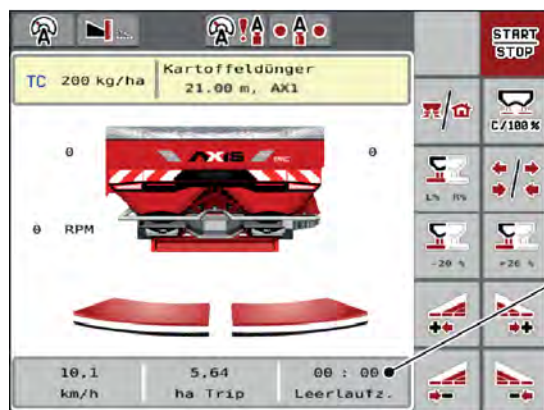 A A A
START
STOP
TC 200 kg/ha Kartoffeldünger
21.00 m, AX1
C/100 %
0 AXIS 0
L% R%
0 RPM
-20 % +20 %
10.1 5.64 00 : 00
km/h ha Trip Leerlaufz.